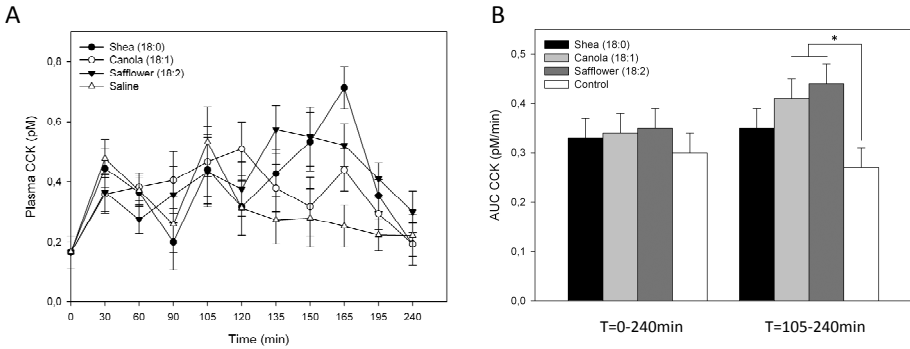 A
Shea (18:0)
Canola (18:1)
Safflower (18:2)
Saline
Plasma CCK (pM)
0,8
0,6
0,4
0,2
0,0
0 30 60 90 105 120 135 150 165 195 240
Time (min)
B
Shea (18:0)
Canola (18:1)
Safflower (18:2)
Control
*
AUC CCK (pM/min)
0,5
0,4
0,3
0,2
0,1
0,0
T=0-240min T=105-240min